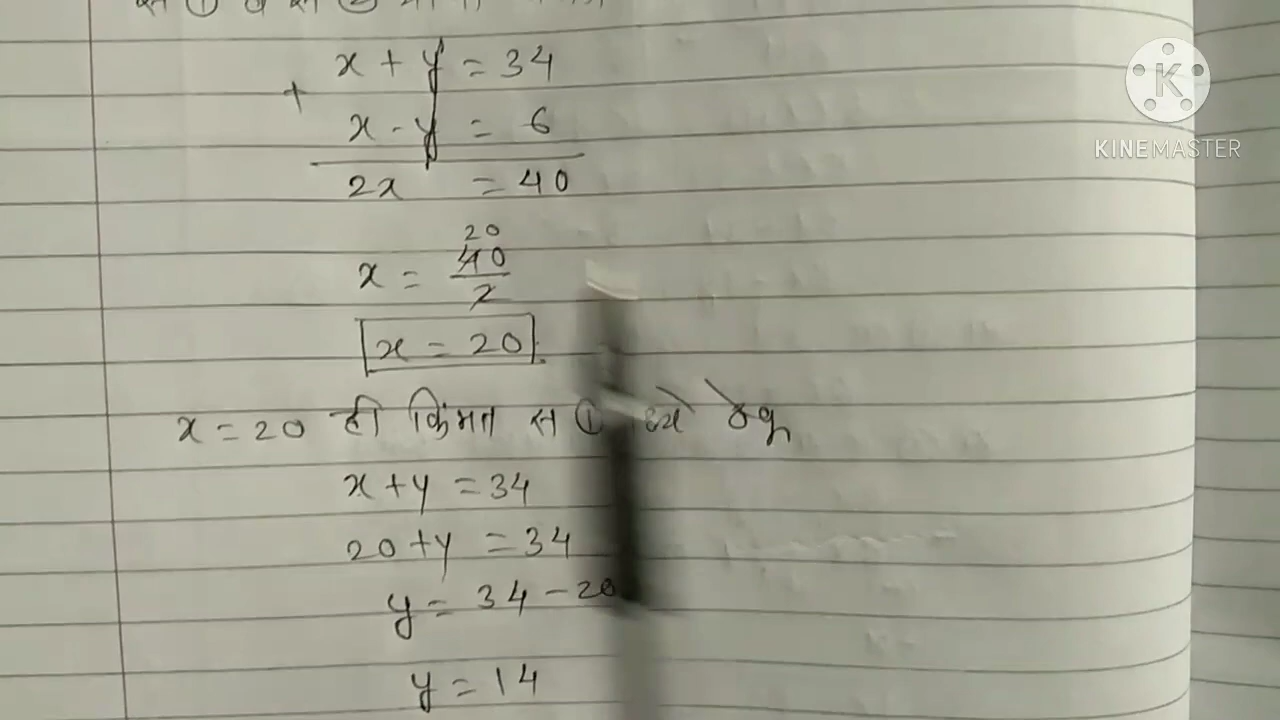 x + y = 34
+
x - y = 6
2x = 40
20
x = 40
2
x = 20
x = 20 ही किंमत स ① मध्ये ठेवू
x + y = 34
20 + y = 34
y = 34 - 20
y = 14
K
KINEMASTER